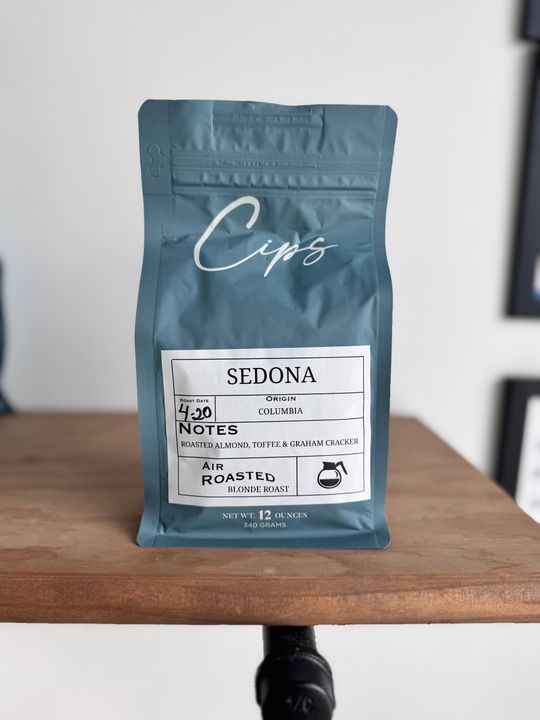 Cips
SEDONA
ROAST DATE
4-20
ORIGIN
COLUMBIA
NOTES
ROASTED ALMOND, TOFFEE & GRAHAM CRACKER
AIR
ROASTED
BLONDE ROAST
NET WT. 12 OUNCES
340 GRAMS